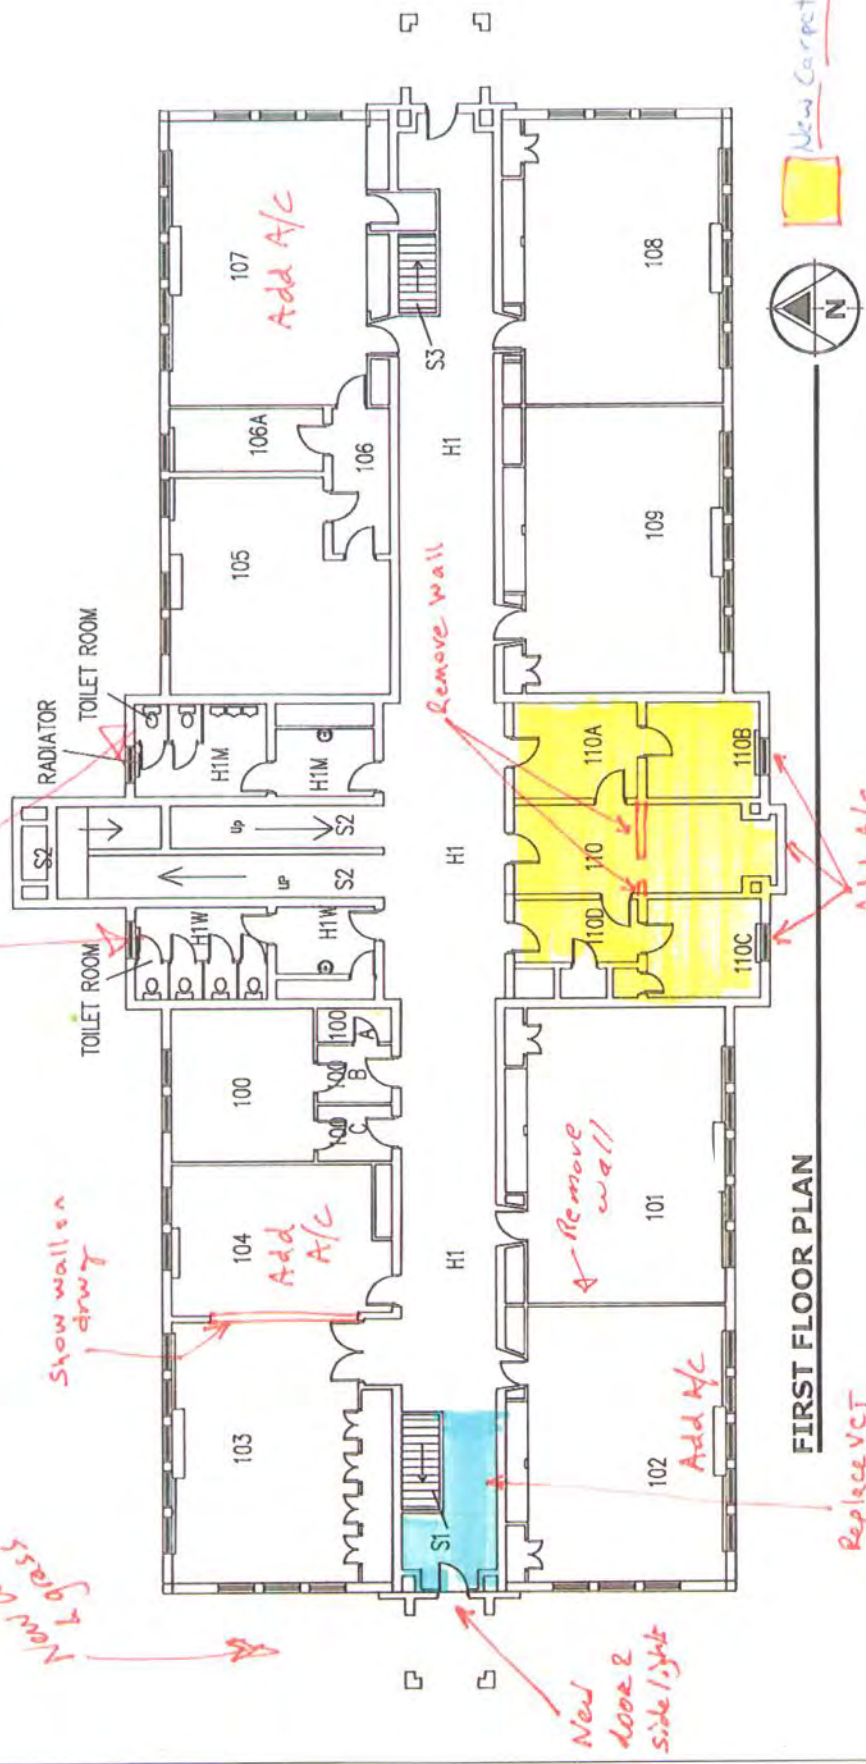 New
& grass
Show wall on
drwg
S2
RADIATOR
TOILET ROOM
TOILET ROOM
103
104
Add
A/C
100
H1W
H1W
UP
S2
Up
S2
H1M
H1M
105
106A
106
107
Add A/C
100
A
100
B
100
C
S1
H1
H1
H1
S3
Remove wall
New
door &
sidelight
102
Add A/C
Remove
wall
101
110D
110C
110
110A
110B
109
108
Replace VCT
FIRST FLOOR PLAN
N
New Carpet